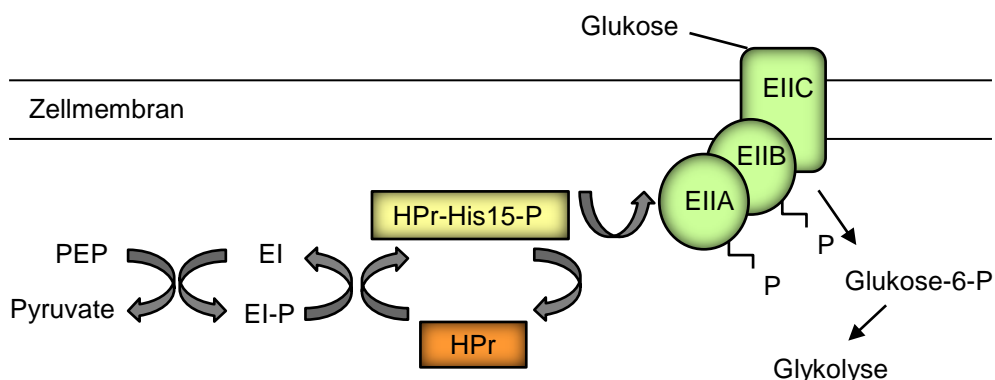 Glukose
EIIC
Zellmembran
EIIB
EIIA
HPr-His15-P
PEP
EI
P
P
Glukose-6-P
Pyruvate
EI-P
HPr
Glykolyse